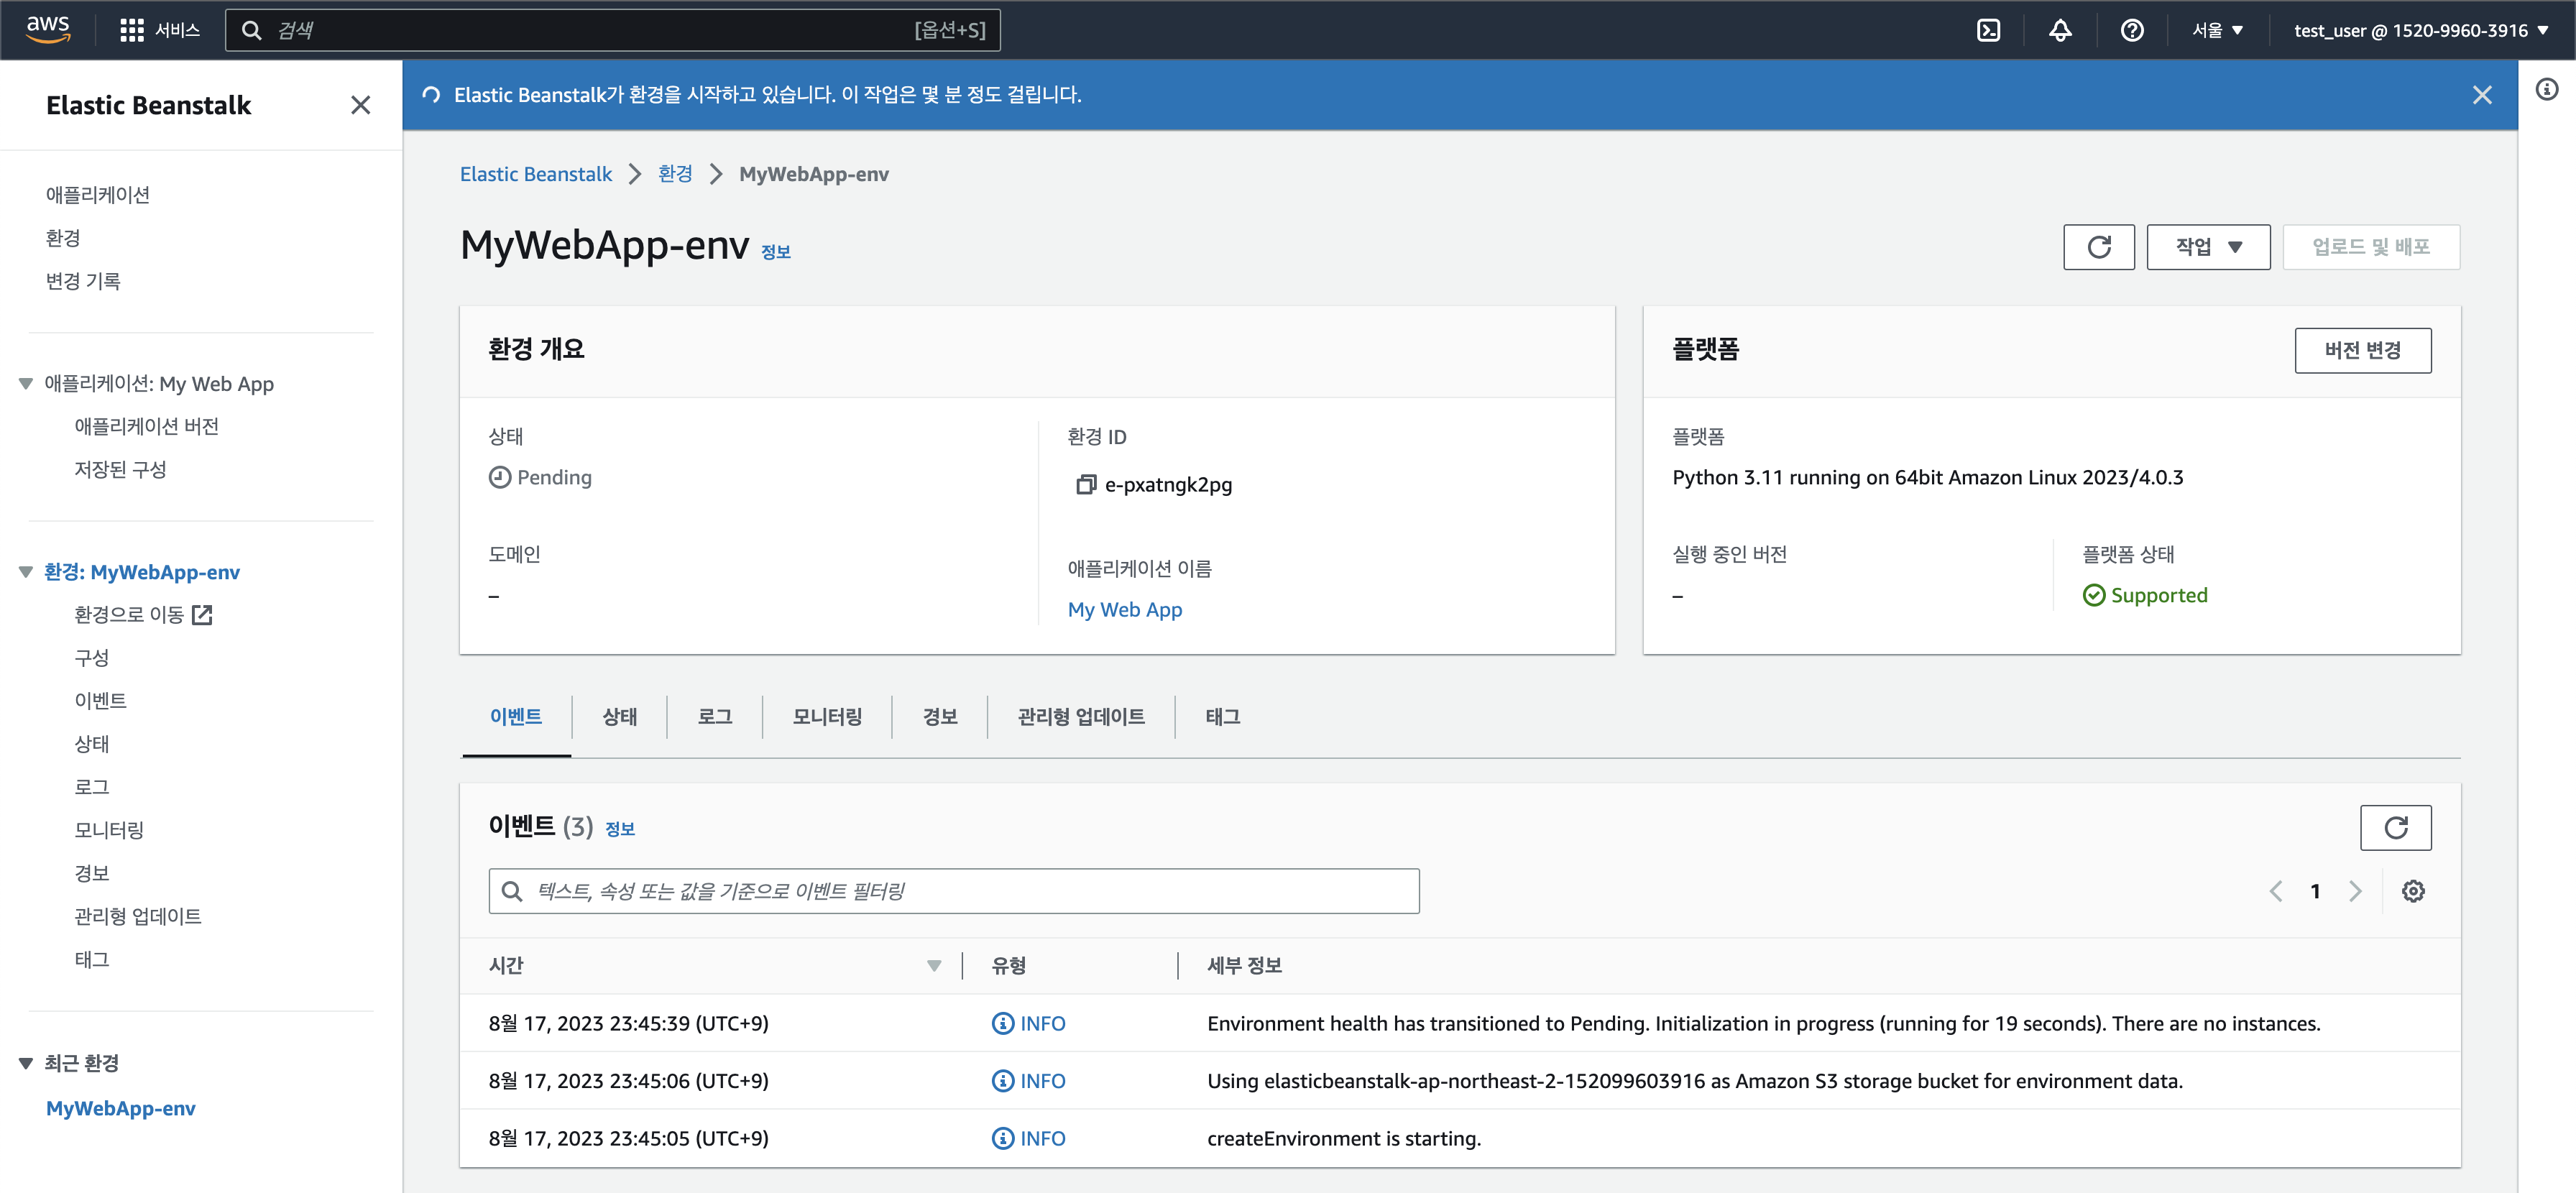 aws
서비스
검색
[옵션+S]
서울
test_user @ 1520-9960-3916
Elastic Beanstalk
애플리케이션
환경
변경 기록
애플리케이션: My Web App
애플리케이션 버전
저장된 구성
환경: MyWebApp-env
환경으로 이동
구성
이벤트
상태
로그
모니터링
경보
관리형 업데이트
태그
최근 환경
MyWebApp-env
Elastic Beanstalk가 환경을 시작하고 있습니다. 이 작업은 몇 분 정도 걸립니다.
Elastic Beanstalk
환경
MyWebApp-env
MyWebApp-env 정보
작업
업로드 및 배포
환경 개요
상태
Pending
도메인
–
환경 ID
e-pxatngk2pg
애플리케이션 이름
My Web App
플랫폼
버전 변경
플랫폼
Python 3.11 running on 64bit Amazon Linux 2023/4.0.3
실행 중인 버전
–
플랫폼 상태
Supported
이벤트
상태
로그
모니터링
경보
관리형 업데이트
태그
이벤트 (3) 정보
텍스트, 속성 또는 값을 기준으로 이벤트 필터링
1
시간 유형 세부 정보
8월 17, 2023 23:45:39 (UTC+9) INFO Environment health has transitioned to Pending. Initialization in progress (running for 19 seconds). There are no instances.
8월 17, 2023 23:45:06 (UTC+9) INFO Using elasticbeanstalk-ap-northeast-2-152099603916 as Amazon S3 storage bucket for environment data.
8월 17, 2023 23:45:05 (UTC+9) INFO createEnvironment is starting.